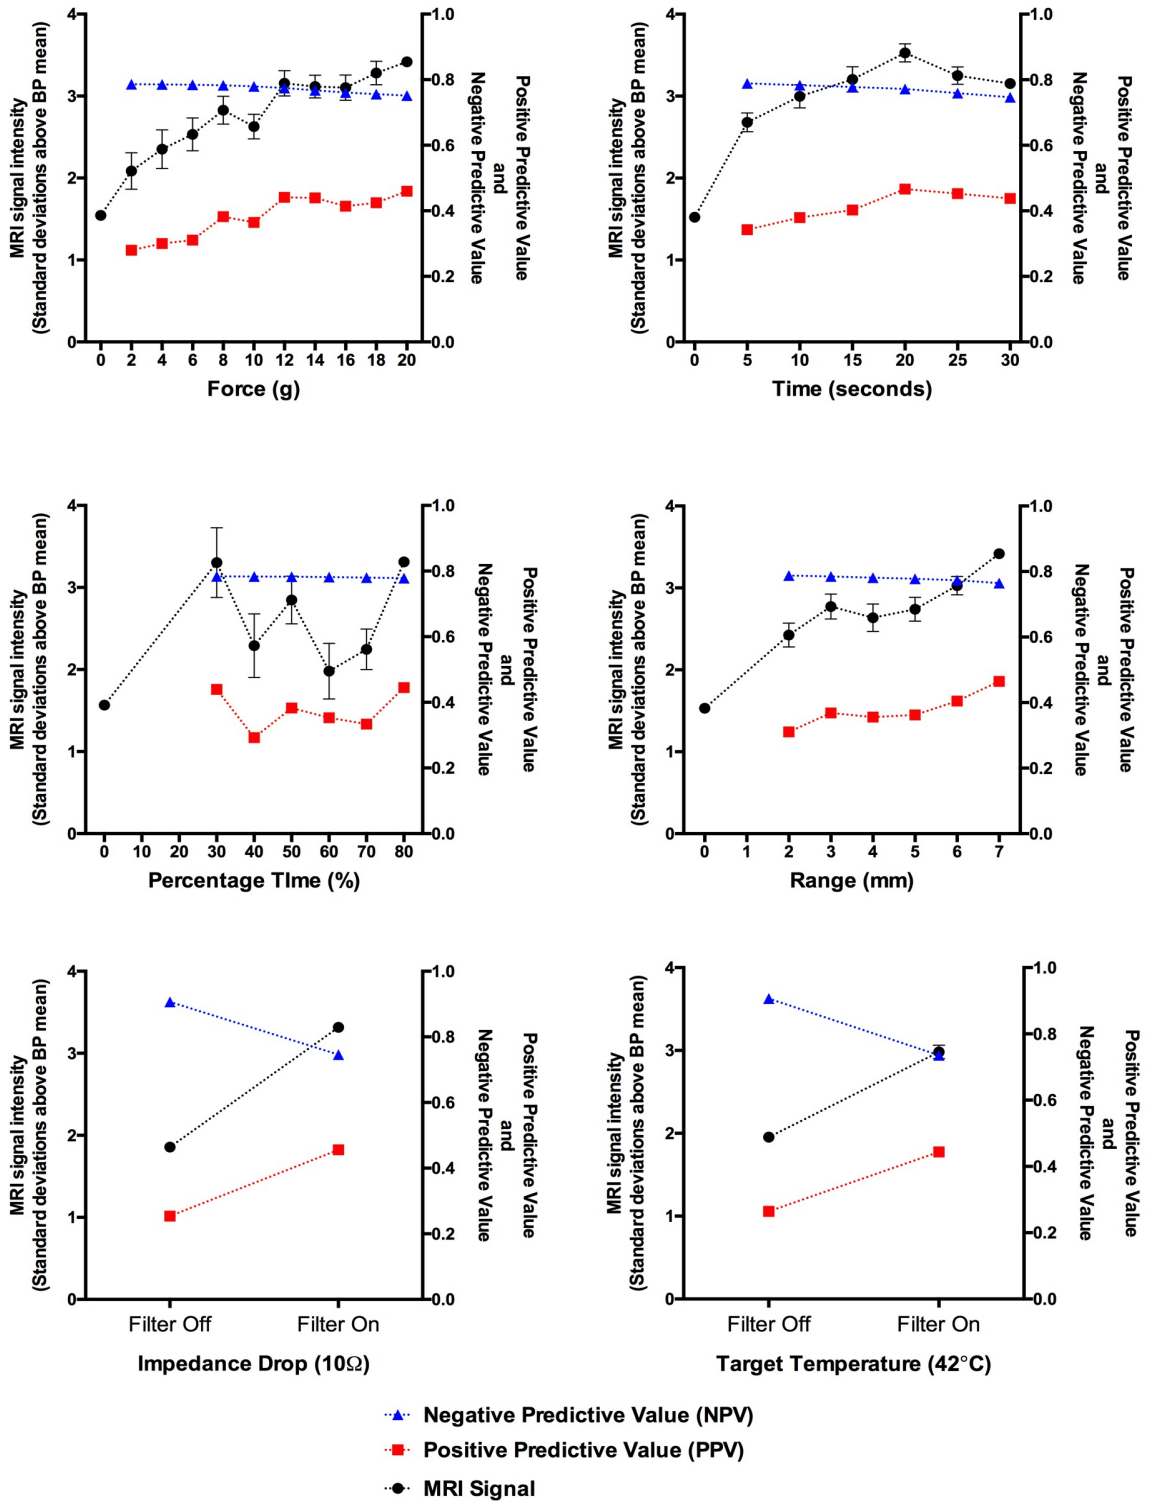 4
3
2
1
0
MRI signal intensity
(Standard deviations above BP mean)
1.0
0.8
0.6
0.4
0.2
0.0
Positive Predictive Value
and
Negative Predictive Value
0 2 4 6 8 10 12 14 16 18 20
Force (g)
4
3
2
1
0
MRI signal intensity
(Standard deviations above BP mean)
1.0
0.8
0.6
0.4
0.2
0.0
Positive Predictive Value
and
Negative Predictive Value
0 5 10 15 20 25 30
Time (seconds)
4
3
2
1
0
MRI signal intensity
(Standard deviations above BP mean)
1.0
0.8
0.6
0.4
0.2
0.0
Positive Predictive Value
and
Negative Predictive Value
0 10 20 30 40 50 60 70 80
Percentage TIme (%)
4
3
2
1
0
MRI signal intensity
(Standard deviations above BP mean)
1.0
0.8
0.6
0.4
0.2
0.0
Positive Predictive Value
and
Negative Predictive Value
0 1 2 3 4 5 6 7
Range (mm)
4
3
2
1
0
MRI signal intensity
(Standard deviations above BP mean)
1.0
0.8
0.6
0.4
0.2
0.0
Positive Predictive Value
and
Negative Predictive Value
Filter Off Filter On
Impedance Drop (10Ω)
4
3
2
1
0
MRI signal intensity
(Standard deviations above BP mean)
1.0
0.8
0.6
0.4
0.2
0.0
Positive Predictive Value
and
Negative Predictive Value
Filter Off Filter On
Target Temperature (42°C)
Negative Predictive Value (NPV)
Positive Predictive Value (PPV)
MRI Signal